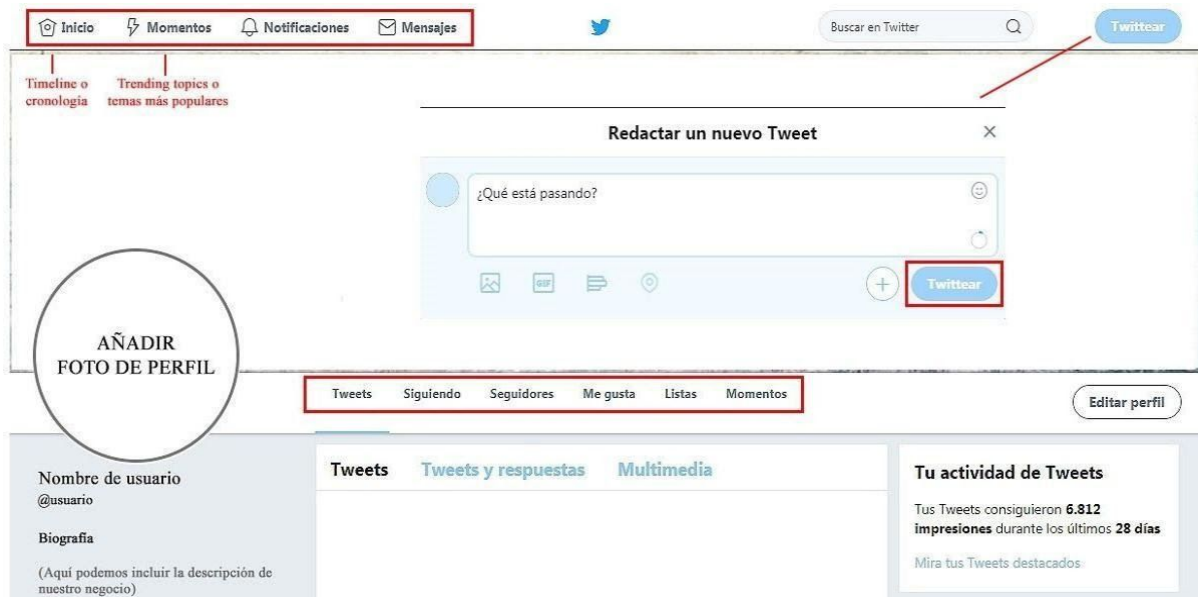 Inicio
Momentos
Notificaciones
Mensajes
Buscar en Twitter
Twittear
Timeline o
cronología
Trending topics o
temas más populares
Redactar un nuevo Tweet
¿Qué está pasando?
GIF
Twittear
AÑADIR
FOTO DE PERFIL
Tweets
Siguiendo
Seguidores
Me gusta
Listas
Momentos
Editar perfil
Nombre de usuario
@usuario
Biografía
(Aquí podemos incluir la descripción de
nuestro negocio)
Tweets
Tweets y respuestas
Multimedia
Tu actividad de Tweets
Tus Tweets consiguieron 6.812
impresiones durante los últimos 28 días
Mira tus Tweets destacados